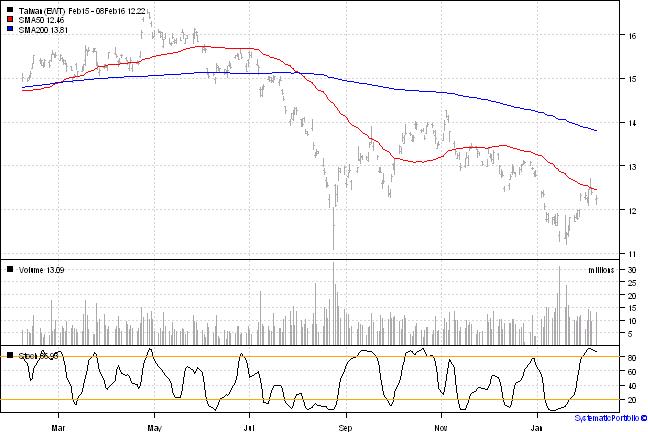 Taiwan (EWT) Feb15 - 08Feb16 12.22
SMA50 12.46
SMA200 13.81
16
15
14
13
12
11
Volume 13.09
millions
30
25
20
15
10
5
80
60
40
20
Mar May Jul Sep Nov Jan
SystematicPortfolio ©